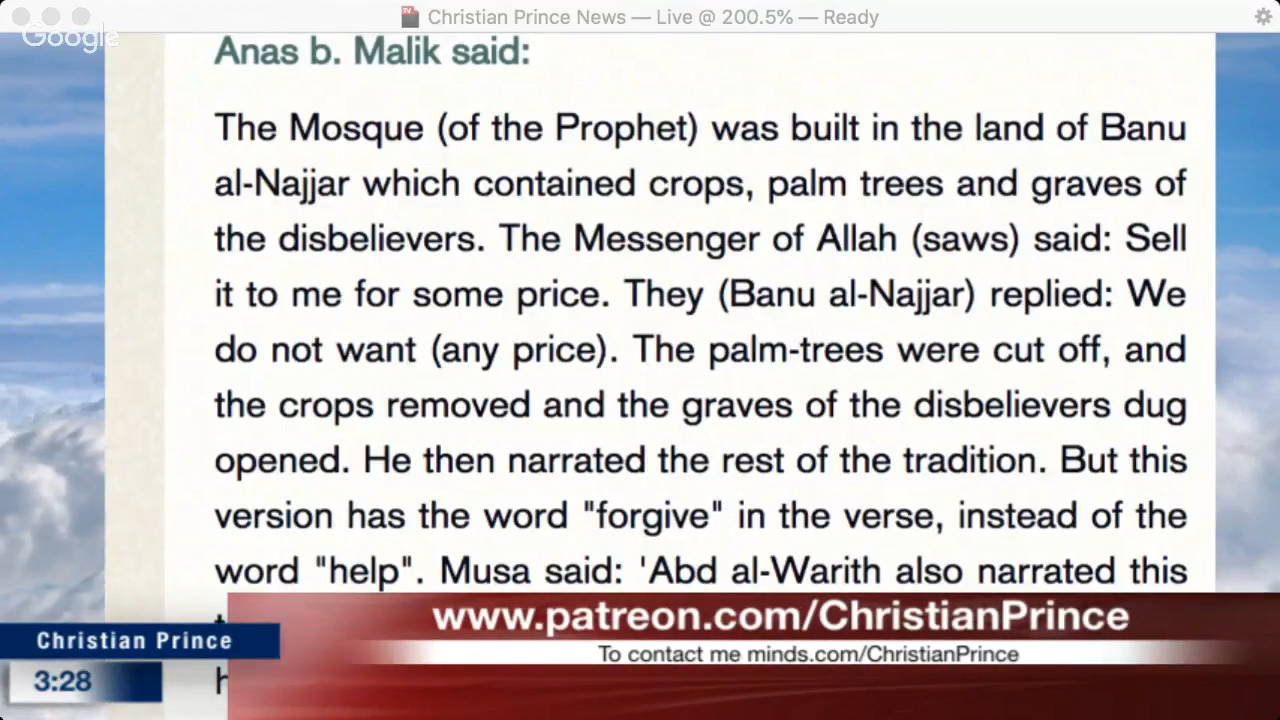 Christian Prince News — Live @ 200.5% — Ready
Google
Anas b. Malik said:
The Mosque (of the Prophet) was built in the land of Banu
al-Najjar which contained crops, palm trees and graves of
the disbelievers. The Messenger of Allah (saws) said: Sell
it to me for some price. They (Banu al-Najjar) replied: We
do not want (any price). The palm-trees were cut off, and
the crops removed and the graves of the disbelievers dug
opened. He then narrated the rest of the tradition. But this
version has the word "forgive" in the verse, instead of the
word "help". Musa said: 'Abd al-Warith also narrated this
www.patreon.com/ChristianPrince
Christian Prince
To contact me minds.com/ChristianPrince
3:28